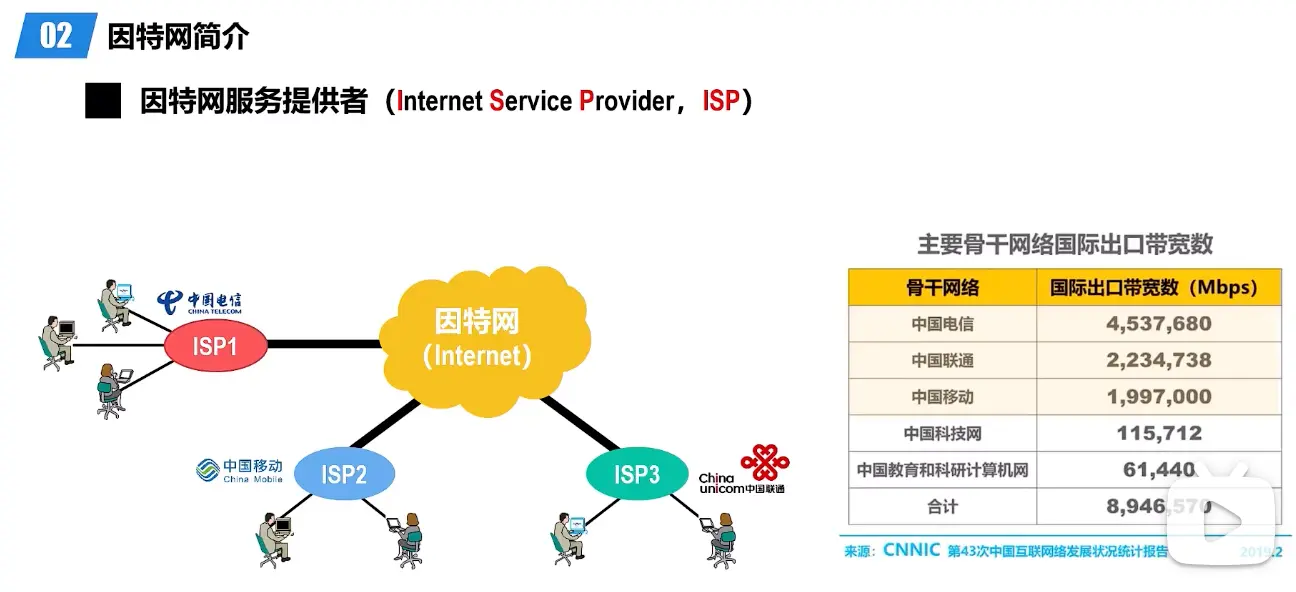 02 因特网简介
因特网服务提供者（Internet Service Provider，ISP）
中国电信
CHINA TELECOM
ISP1
因特网
（Internet）
中国移动
China Mobile
ISP2
ISP3
China
unicom中国联通
主要骨干网络国际出口带宽数
骨干网络 国际出口带宽数（Mbps）
中国电信 4,537,680
中国联通 2,234,738
中国移动 1,997,000
中国科技网 115,712
中国教育和科研计算机网 61,440
合计 8,946,570
来源：CNNIC 第43次中国互联网络发展状况统计报告 2019.2